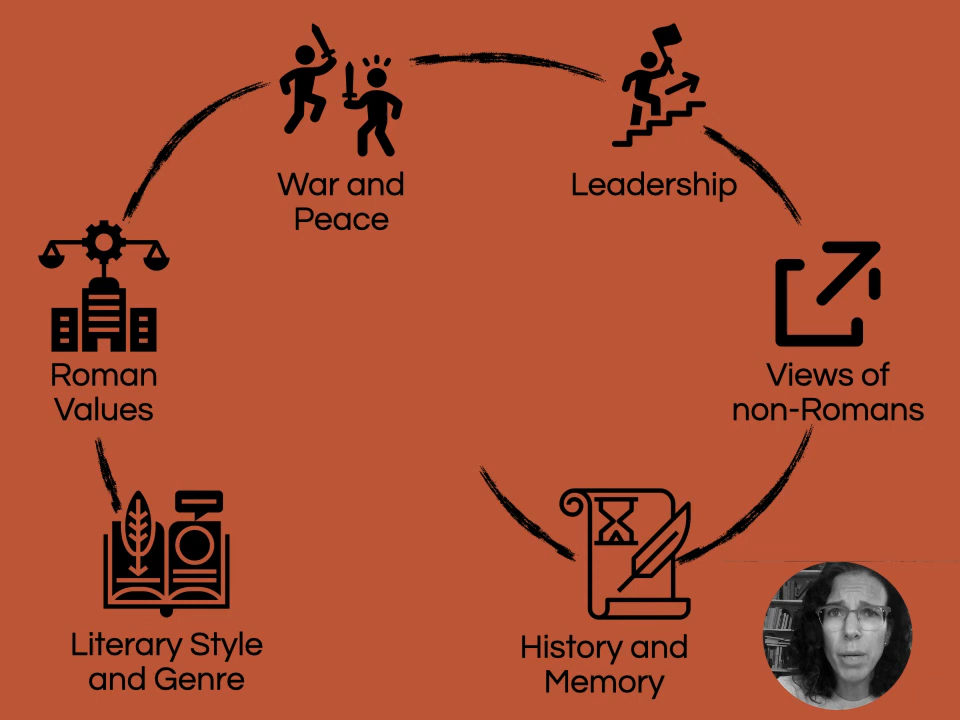 War and
Peace
Leadership
Roman
Values
Views of
non-Romans
Literary Style
and Genre
History and
Memory